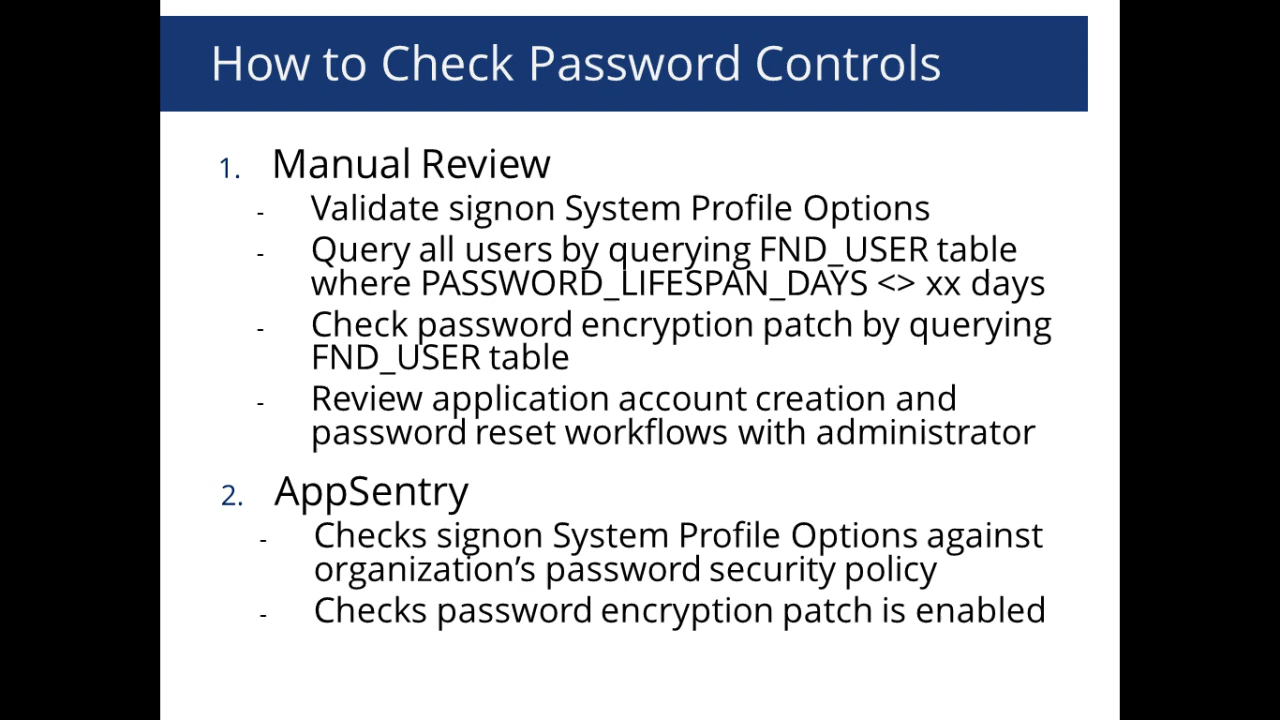 How to Check Password Controls
1. Manual Review
- Validate signon System Profile Options
- Query all users by querying FND_USER table
where PASSWORD_LIFESPAN_DAYS <> xx days
- Check password encryption patch by querying
FND_USER table
- Review application account creation and
password reset workflows with administrator
2. AppSentry
- Checks signon System Profile Options against
organization’s password security policy
- Checks password encryption patch is enabled